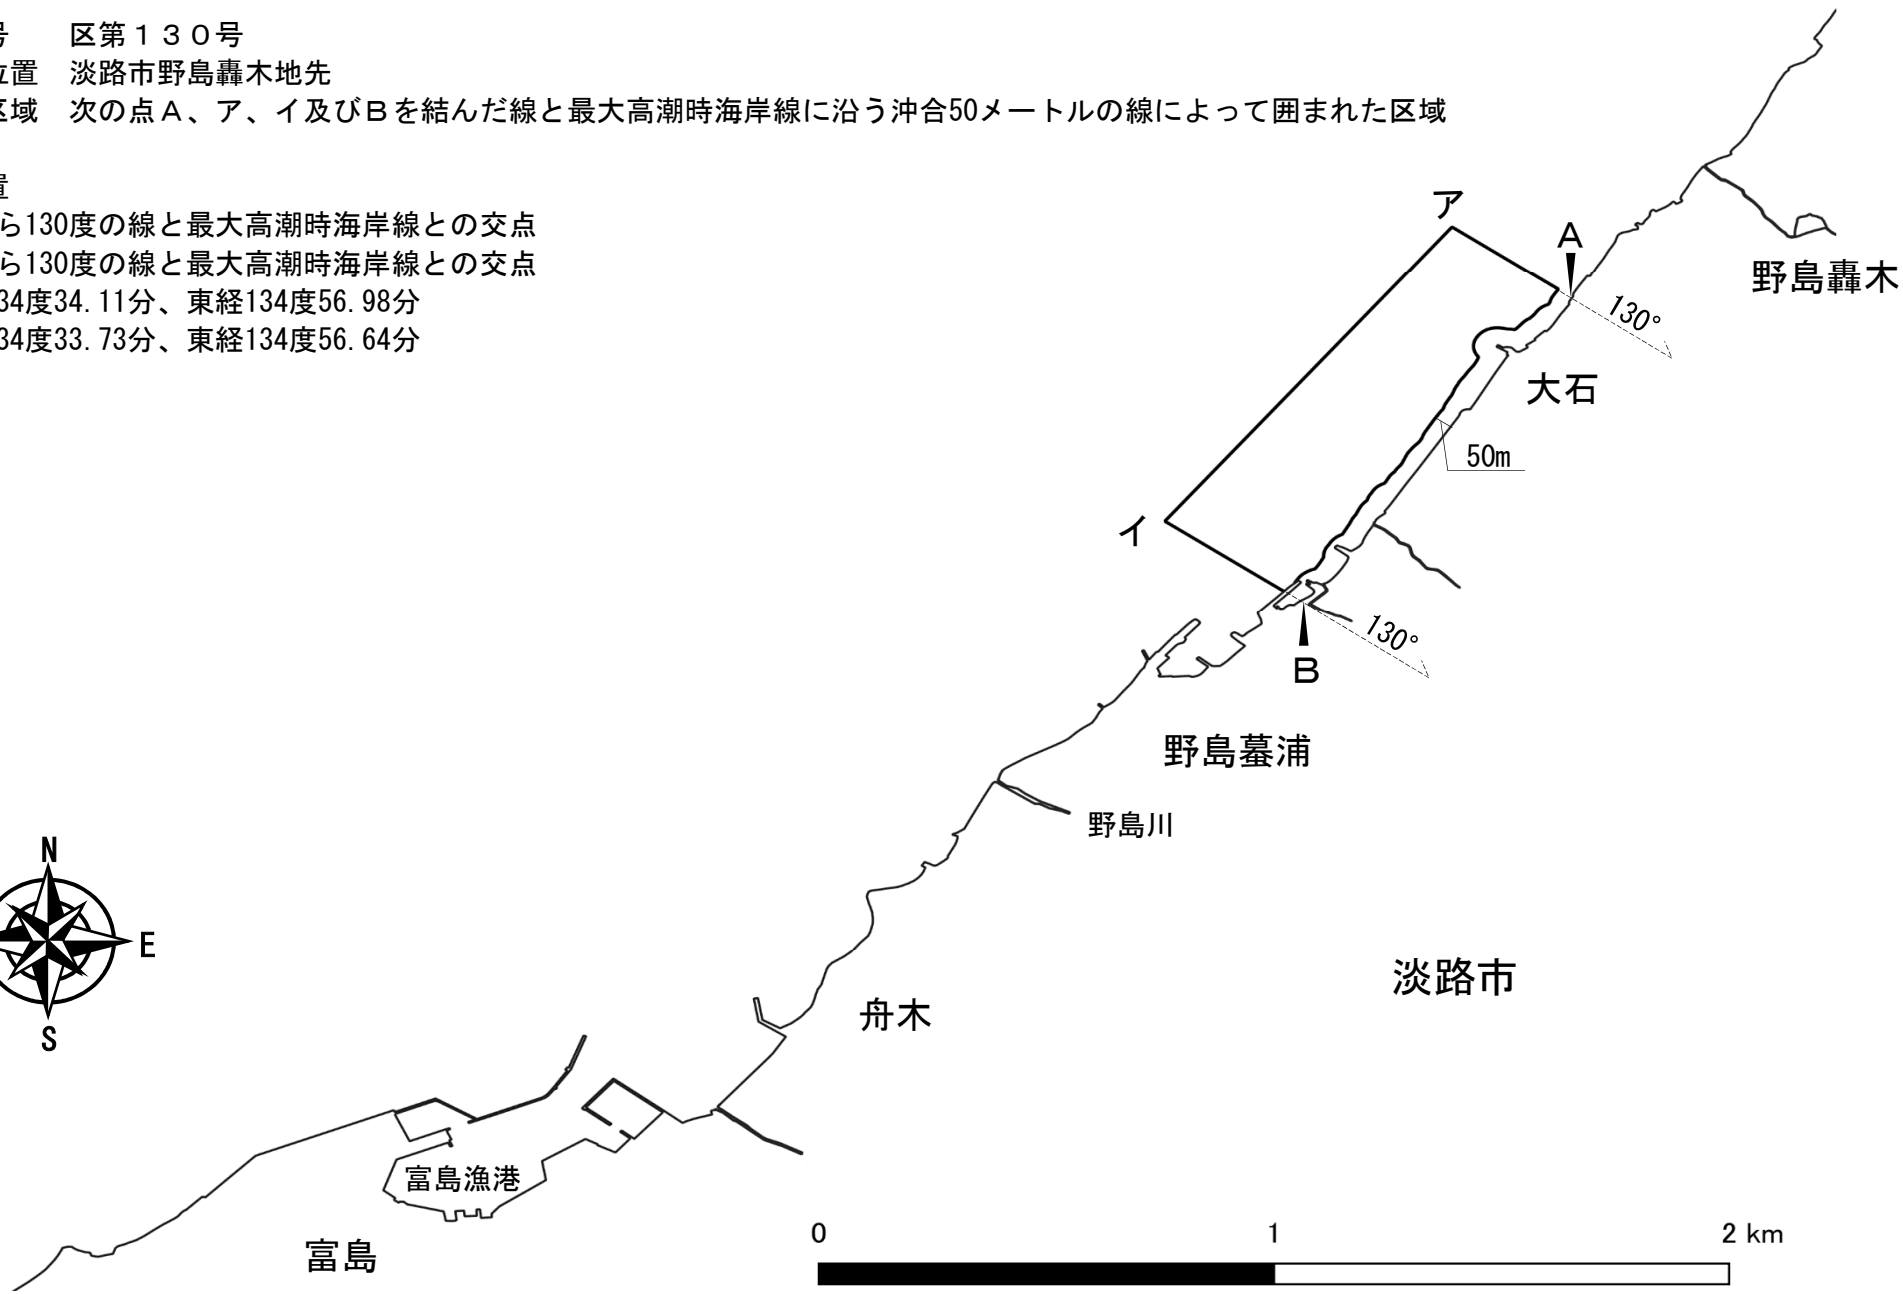 号　区第１３０号
位置　淡路市野島轟木地先
区域　次の点Ａ、ア、イ及びＢを結んだ線と最大高潮時海岸線に沿う沖合50メートルの線によって囲まれた区域
置
ら130度の線と最大高潮時海岸線との交点
ら130度の線と最大高潮時海岸線との交点
34度34.11分、東経134度56.98分
34度33.73分、東経134度56.64分
ア
A
野島轟木
130°
大石
50m
イ
130°
B
野島蟇浦
野島川
N
E
S
淡路市
舟木
富島漁港
富島
0
1
2 km